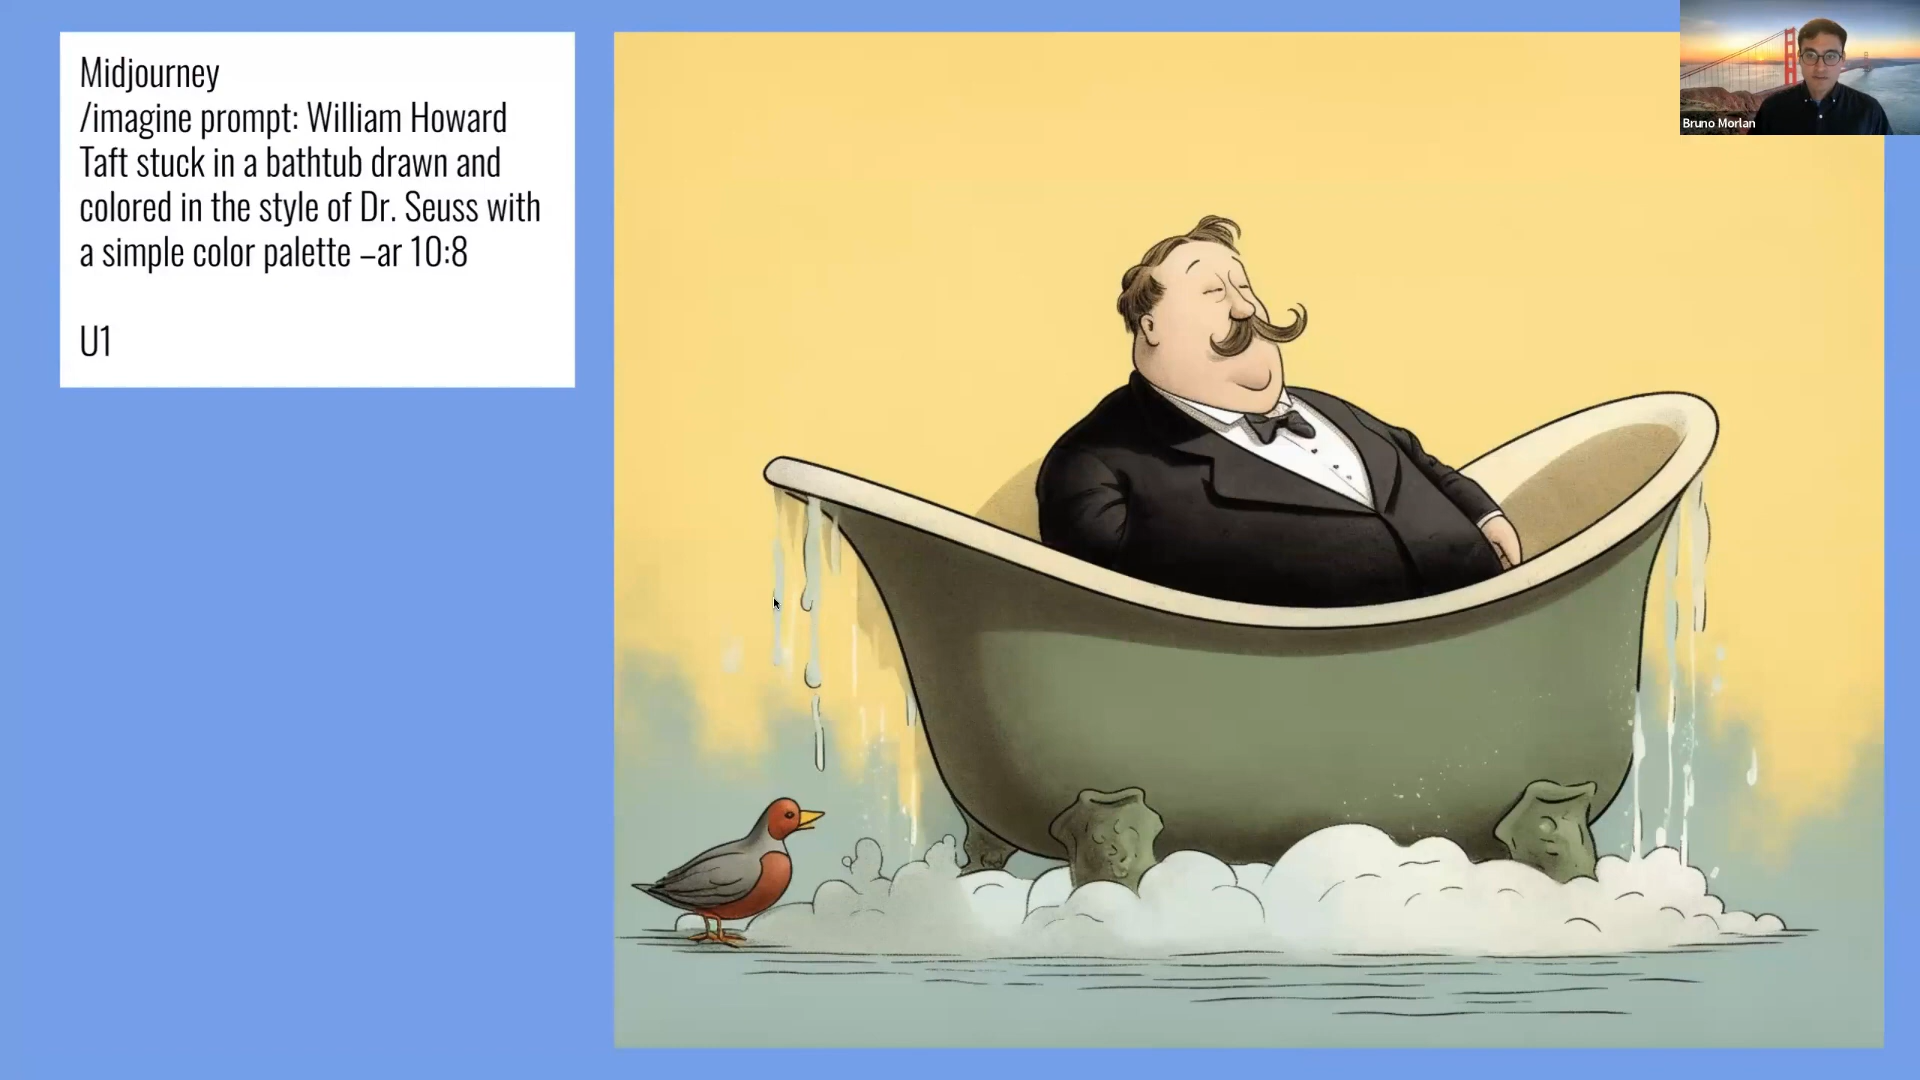 Midjourney
/imagine prompt: William Howard
Taft stuck in a bathtub drawn and
colored in the style of Dr. Seuss with
a simple color palette –ar 10:8
U1
Bruno Morlan